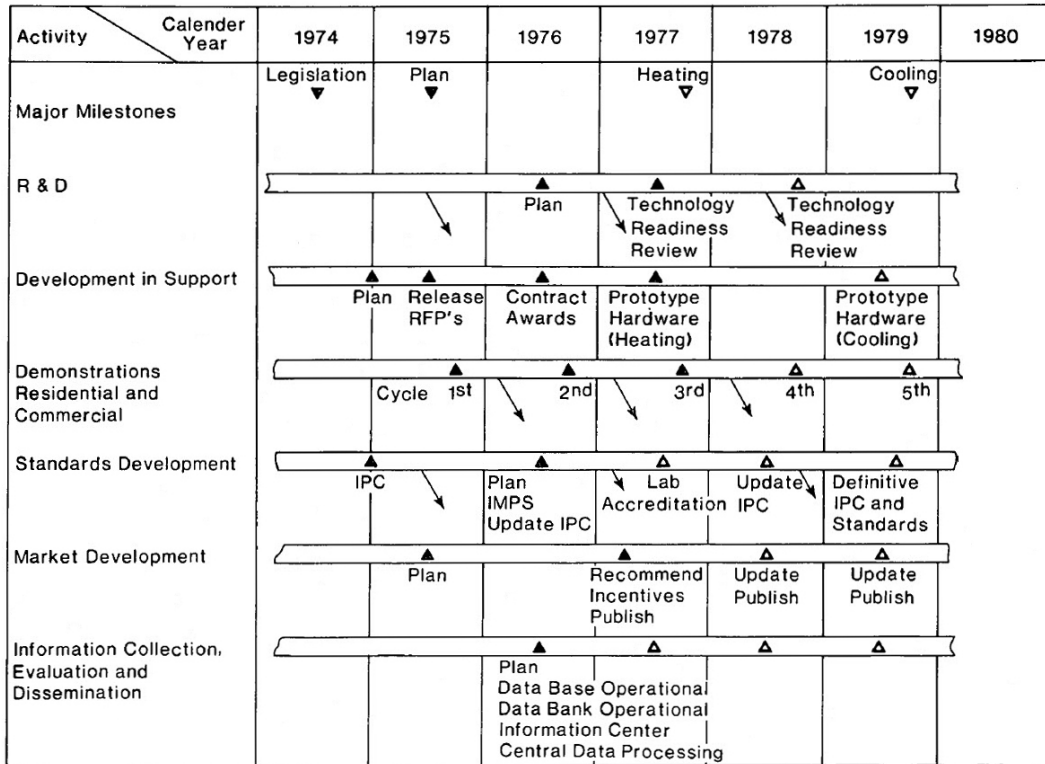 Activity
Calender
Year
1974
1975
1976
1977
1978
1979
1980
Legislation
Plan
Heating
Cooling
Major Milestones
R & D
Plan
Technology
Readiness
Review
Technology
Readiness
Review
Development in Support
Plan
Release
RFP's
Contract
Awards
Prototype
Hardware
(Heating)
Prototype
Hardware
(Cooling)
Demonstrations
Residential and
Commercial
Cycle 1st
2nd
3rd
4th
5th
Standards Development
IPC
Plan
IMPS
Update IPC
Lab
Accreditation
Update
IPC
Definitive
IPC and
Standards
Market Development
Plan
Recommend
Incentives
Publish
Update
Publish
Update
Publish
Information Collection,
Evaluation and
Dissemination
Plan
Data Base Operational
Data Bank Operational
Information Center
Central Data Processing